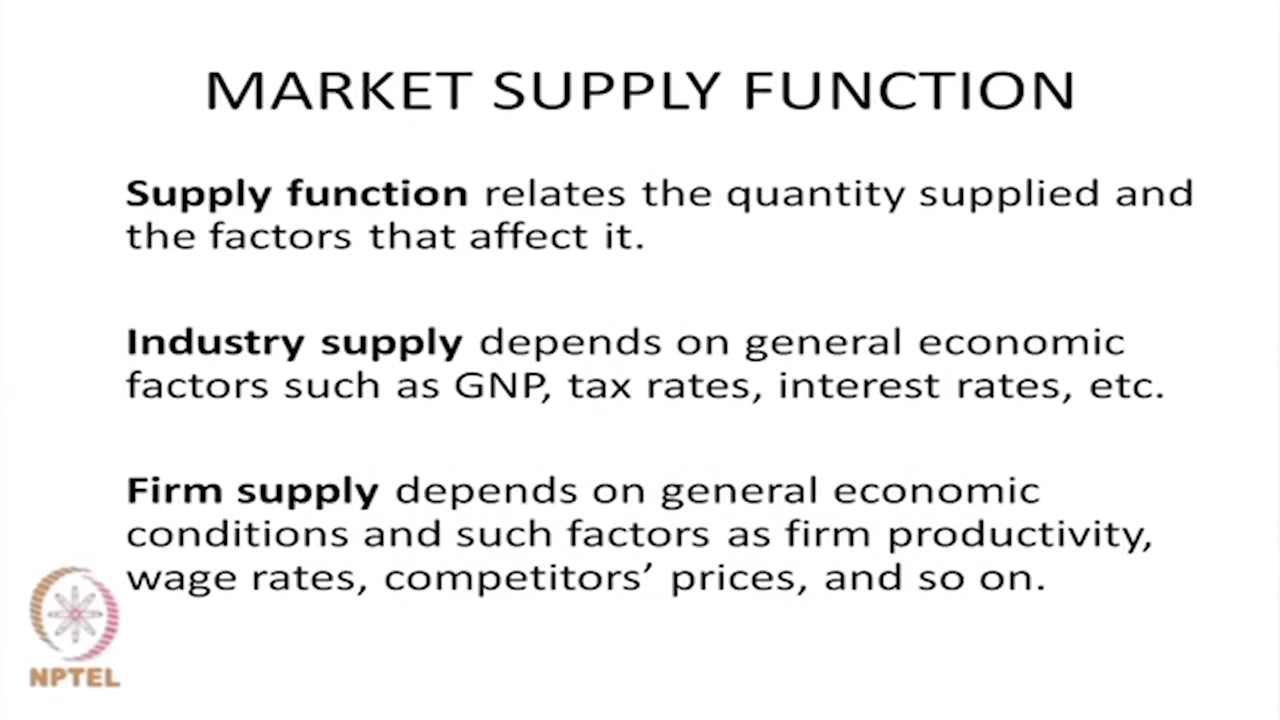 MARKET SUPPLY FUNCTION
Supply function relates the quantity supplied and
the factors that affect it.
Industry supply depends on general economic
factors such as GNP, tax rates, interest rates, etc.
Firm supply depends on general economic
conditions and such factors as firm productivity,
wage rates, competitors’ prices, and so on.
NPTEL